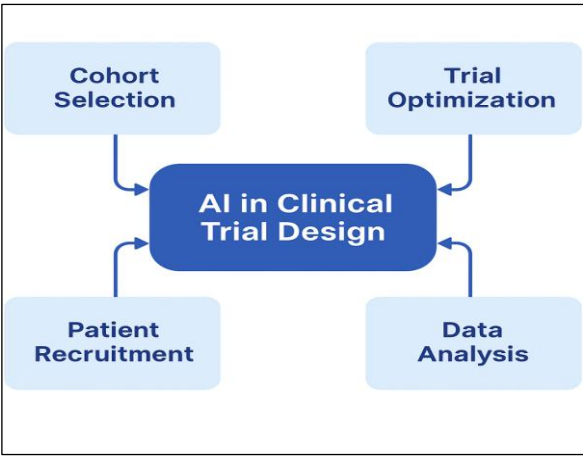 Cohort
Selection
Trial
Optimization
AI in Clinical
Trial Design
Patient
Recruitment
Data
Analysis